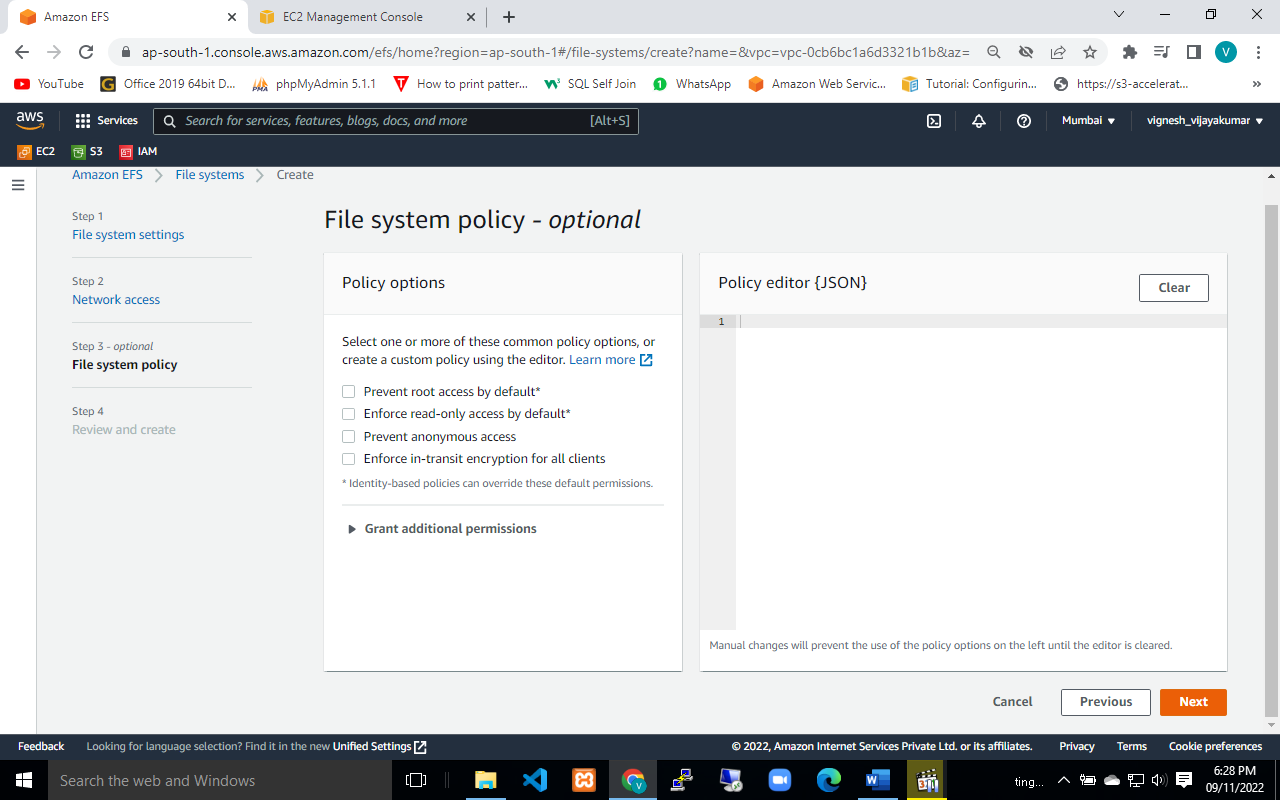 Amazon EFS
EC2 Management Console
ap-south-1.console.aws.amazon.com/efs/home?region=ap-south-1#/file-systems/create?name=&vpc=vpc-0cb6bc1a6d3321b1b&az=
V
YouTube
Office 2019 64bit D...
phpMyAdmin 5.1.1
How to print patter...
SQL Self Join
WhatsApp
Amazon Web Servic...
Tutorial: Configurin...
https://s3-accelerat...
»
aws
Services
Search for services, features, blogs, docs, and more
[Alt+S]
Mumbai
vignesh_vijayakumar
EC2
S3
IAM
Amazon EFS
File systems
Create
Step 1
File system settings
Step 2
Network access
Step 3 - optional
File system policy
Step 4
Review and create
File system policy - optional
Policy options
Select one or more of these common policy options, or
create a custom policy using the editor. Learn more
Prevent root access by default*
Enforce read-only access by default*
Prevent anonymous access
Enforce in-transit encryption for all clients
* Identity-based policies can override these default permissions.
Grant additional permissions
Policy editor {JSON}
Clear
1
Manual changes will prevent the use of the policy options on the left until the editor is cleared.
Cancel
Previous
Next
Feedback
Looking for language selection? Find it in the new Unified Settings
© 2022, Amazon Internet Services Private Ltd. or its affiliates.
Privacy
Terms
Cookie preferences
Search the web and Windows
ting...
6:28 PM
09/11/2022